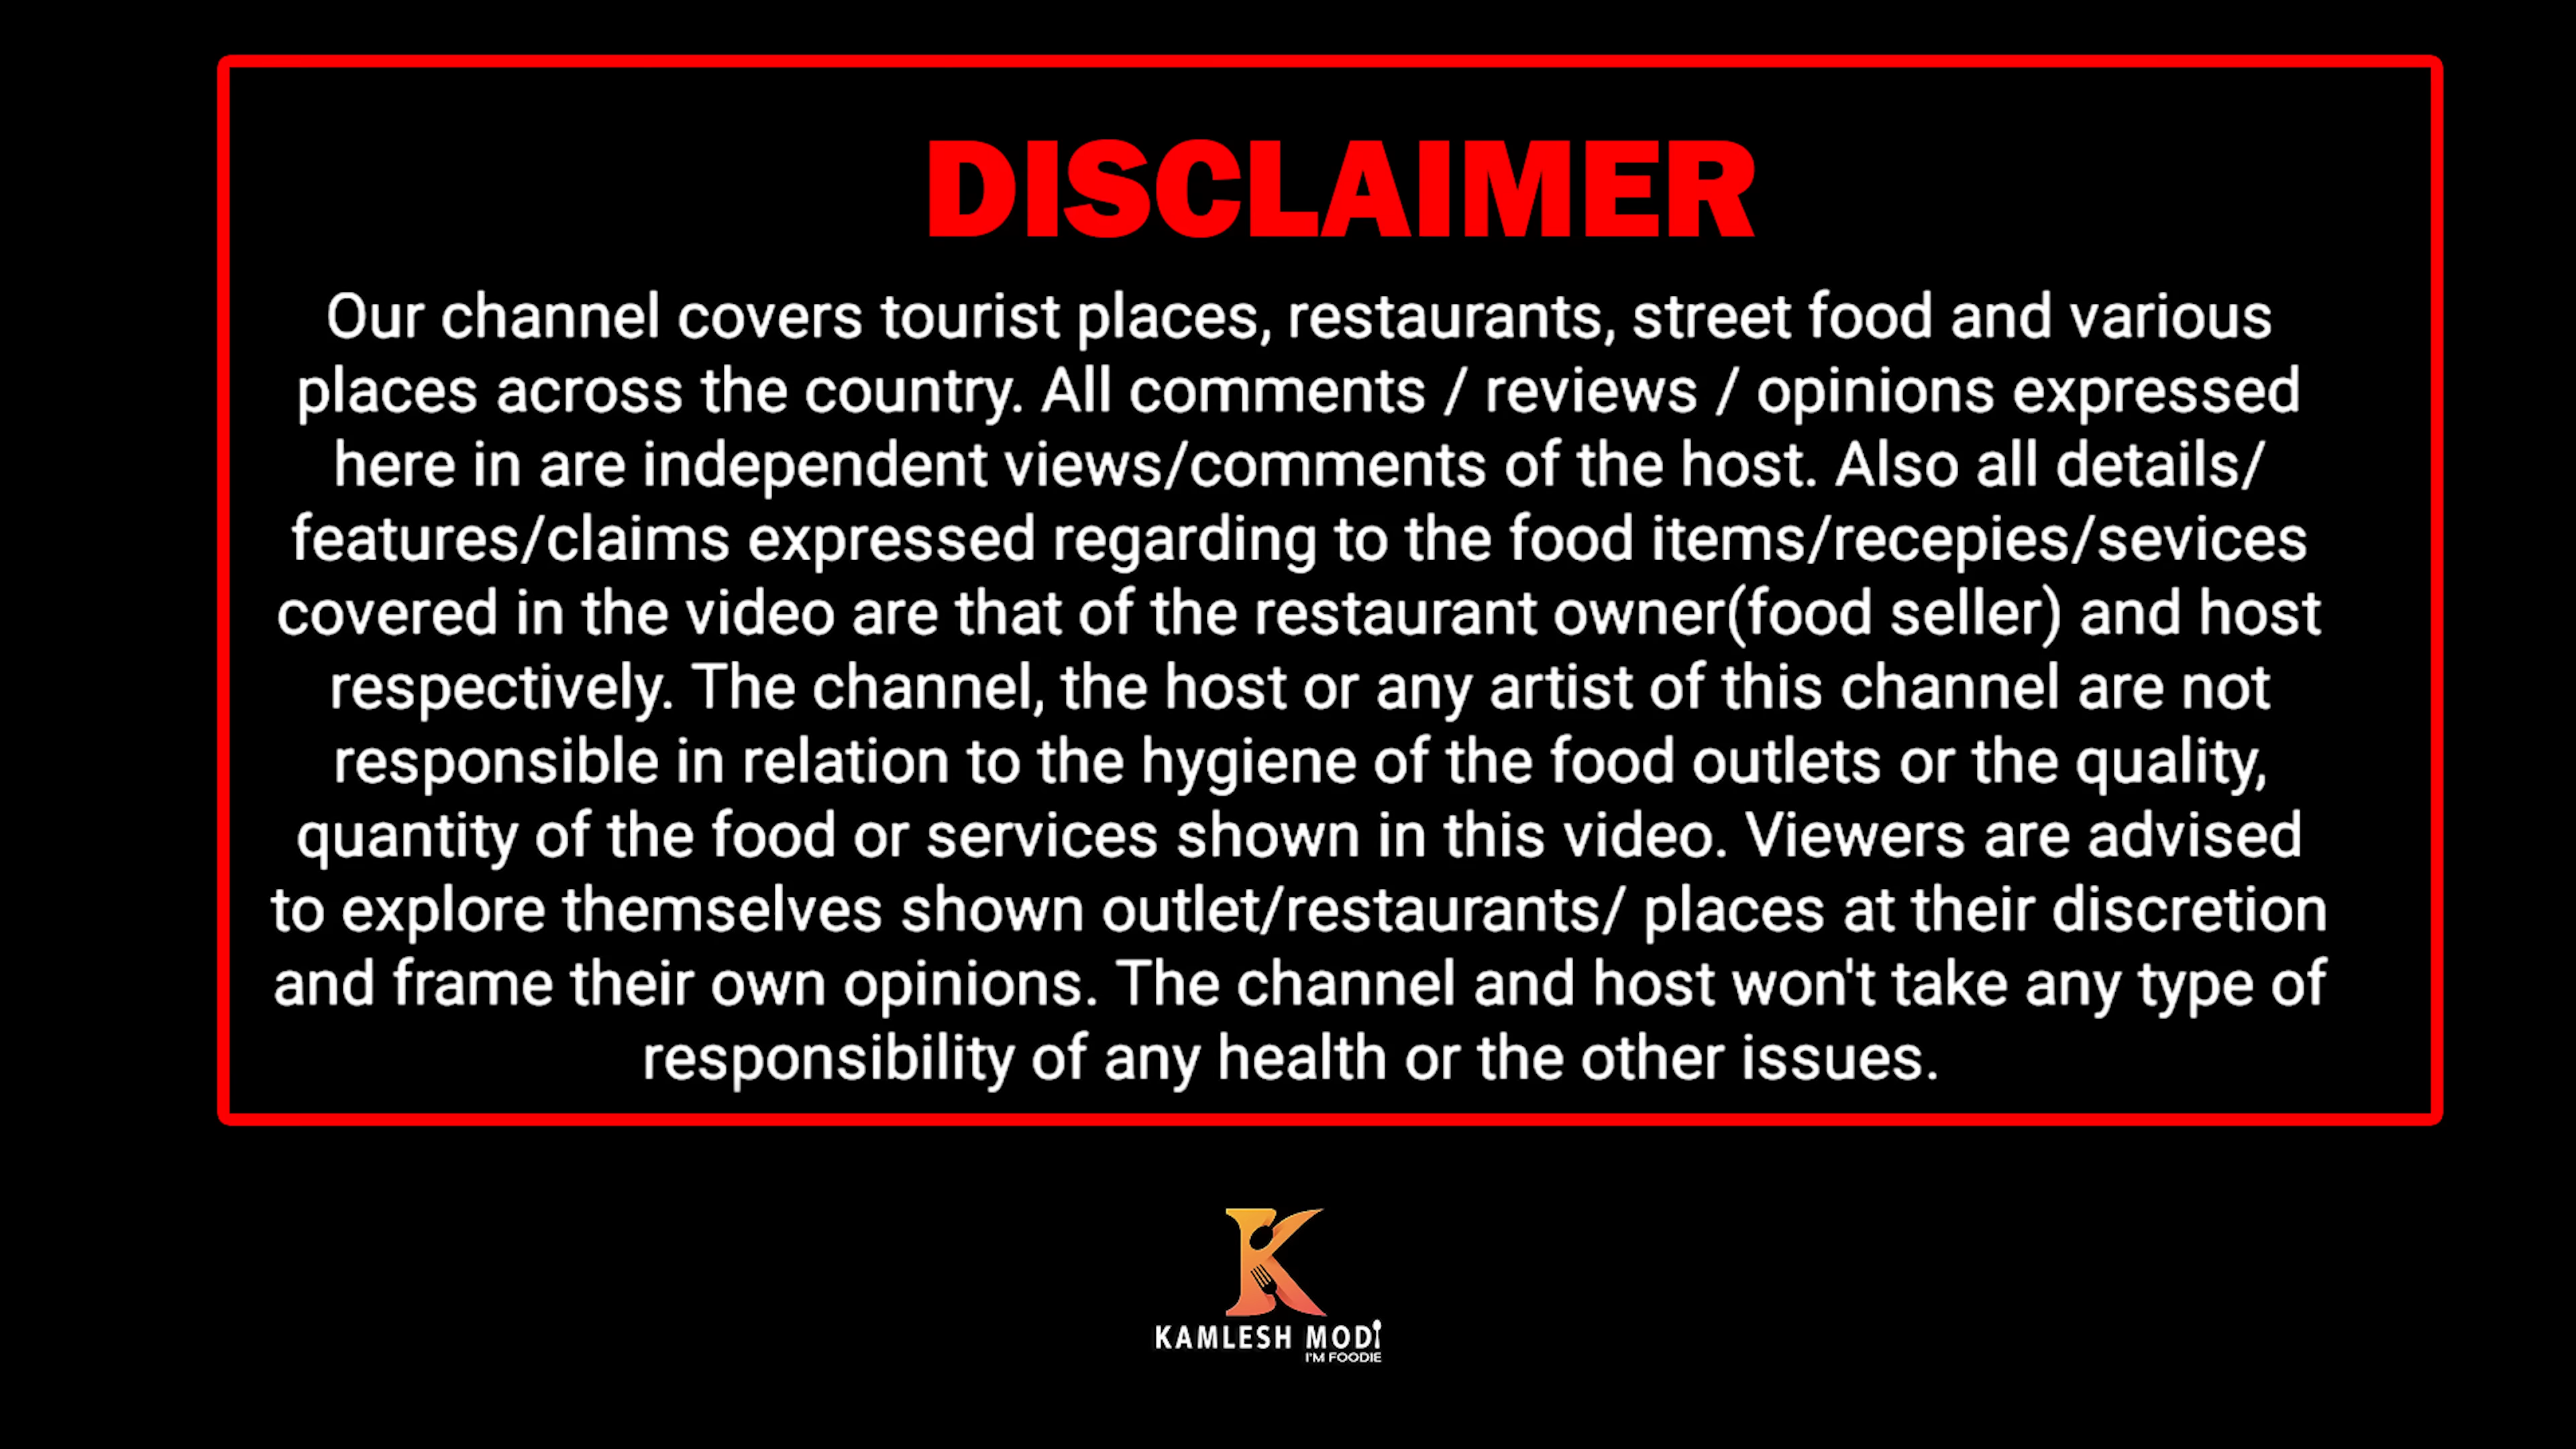 DISCLAIMER
Our channel covers tourist places, restaurants, street food and various
places across the country. All comments / reviews / opinions expressed
here in are independent views/comments of the host. Also all details/
features/claims expressed regarding to the food items/recepies/sevices
covered in the video are that of the restaurant owner(food seller) and host
respectively. The channel, the host or any artist of this channel are not
responsible in relation to the hygiene of the food outlets or the quality,
quantity of the food or services shown in this video. Viewers are advised
to explore themselves shown outlet/restaurants/ places at their discretion
and frame their own opinions. The channel and host won't take any type of
responsibility of any health or the other issues.
K
KAMLESH MODi
I'M FOODIE